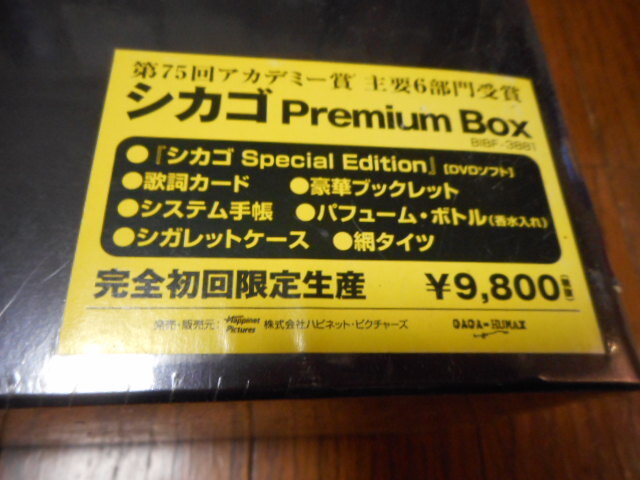 第75回アカデミー賞 主要6部門受賞
シカゴ Premium Box
BIBF-3881
●『シカゴ Special Edition』[DVDソフト]
●歌詞カード ●豪華ブックレット
●システム手帳 ●パフューム・ボトル(香水入れ)
●シガレットケース ●網タイツ
完全初回限定生産 ¥9,800
発売・販売元: Happinet Pictures 株式会社ハピネット・ピクチャーズ GAGA-HUMAX